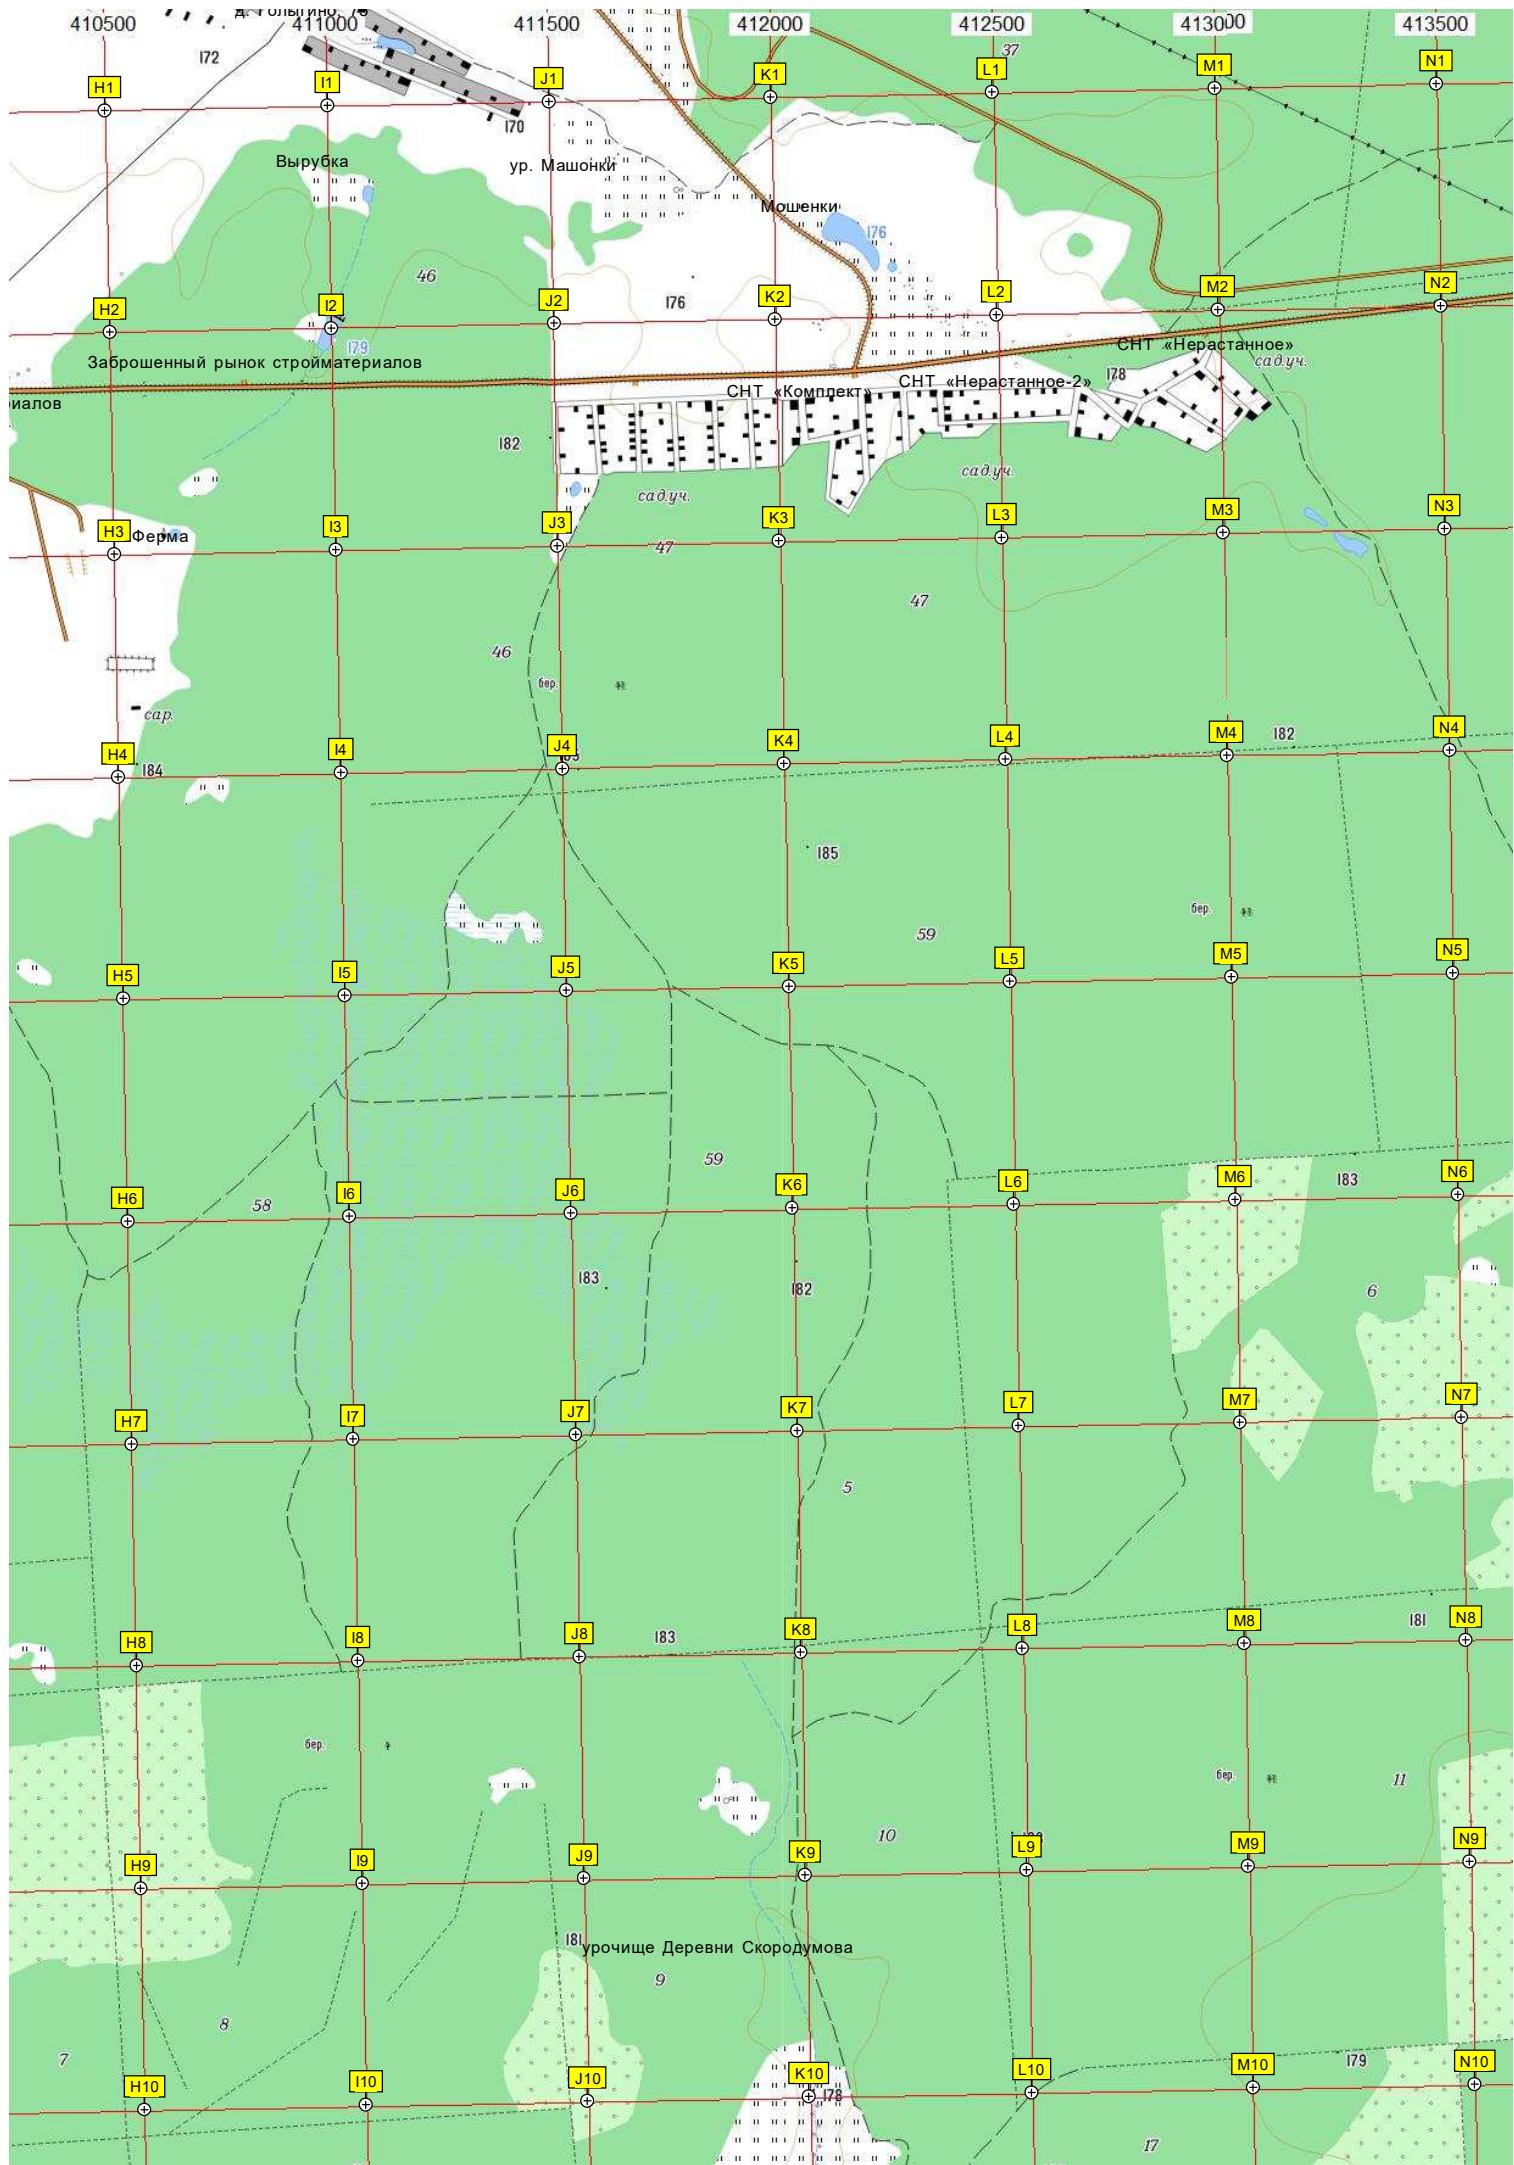 410500 411000 411500 412000 412500 413000 413500
172
37
H1 I1 J1 K1 L1 M1 N1
170
Вырубка
ур. Машонки
Мошенки
176
46
176
H2 I2 J2 K2 L2 M2 N2
179
Заброшенный рынок стройматериалов
СНТ «Нерастанное»
сад.уч.
178
СНТ «Комплект»
СНТ «Нерастанное-2»
иалов
182
сад.уч.
сад.уч.
H3 I3 J3 K3 L3 M3 N3
Ферма
47
47
46
бер.
сар.
182
H4 I4 J4 K4 L4 M4 N4
184
185
бер.
59
H5 I5 J5 K5 L5 M5 N5
59
183
H6 I6 J6 K6 L6 M6 N6
58
183
182
6
H7 I7 J7 K7 L7 M7 N7
5
181
183
H8 I8 J8 K8 L8 M8 N8
бер.
бер.
11
10
H9 I9 J9 K9 L9 M9 N9
181
урочище Деревни Скородумова
9
8
7
179
H10 I10 J10 K10 L10 M10 N10
178
17